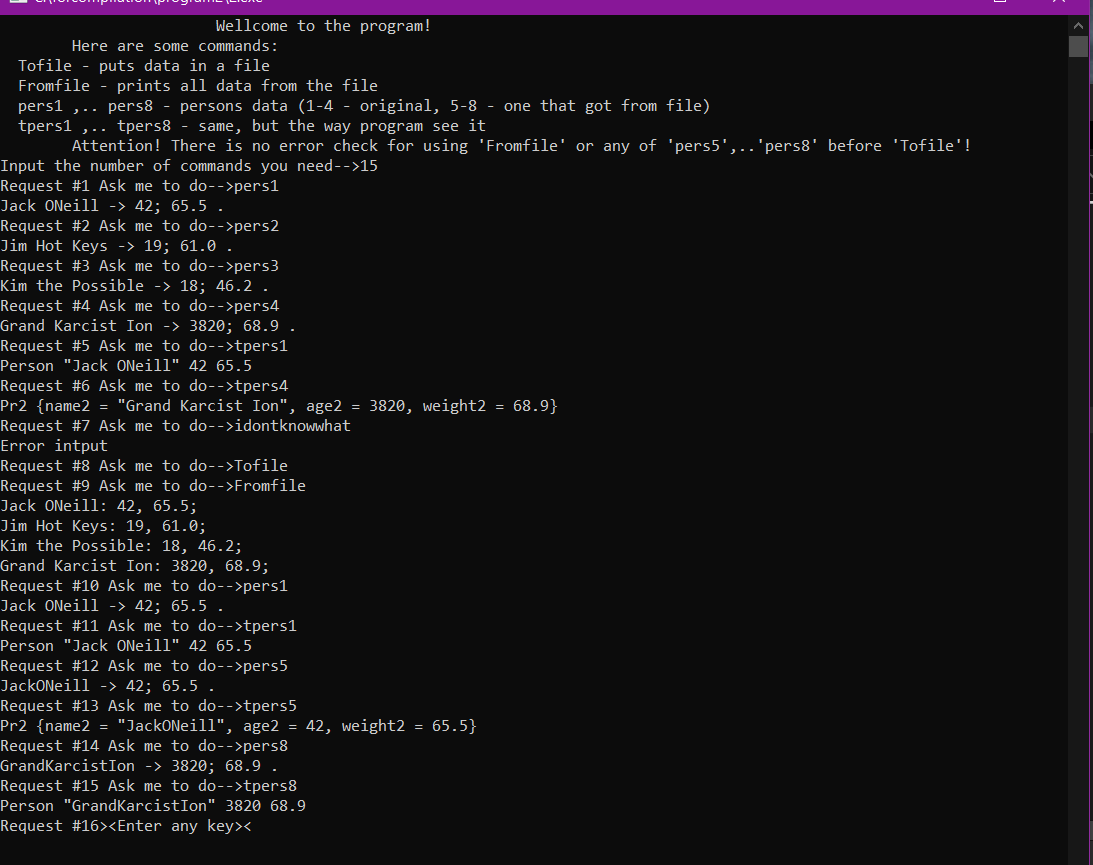 Wellcome to the program!
Here are some commands:
Tofile - puts data in a file
Fromfile - prints all data from the file
pers1 ,.. pers8 - persons data (1-4 - original, 5-8 - one that got from file)
tpers1 ,.. tpers8 - same, but the way program see it
Attention! There is no error check for using 'Fromfile' or any of 'pers5',..'pers8' before 'Tofile'!
Input the number of commands you need-->15
Request #1 Ask me to do-->pers1
Jack ONeill -> 42; 65.5 .
Request #2 Ask me to do-->pers2
Jim Hot Keys -> 19; 61.0 .
Request #3 Ask me to do-->pers3
Kim the Possible -> 18; 46.2 .
Request #4 Ask me to do-->pers4
Grand Karcist Ion -> 3820; 68.9 .
Request #5 Ask me to do-->tpers1
Person "Jack ONeill" 42 65.5
Request #6 Ask me to do-->tpers4
Pr2 {name2 = "Grand Karcist Ion", age2 = 3820, weight2 = 68.9}
Request #7 Ask me to do-->idontknowwhat
Error intput
Request #8 Ask me to do-->Tofile
Request #9 Ask me to do-->Fromfile
Jack ONeill: 42, 65.5;
Jim Hot Keys: 19, 61.0;
Kim the Possible: 18, 46.2;
Grand Karcist Ion: 3820, 68.9;
Request #10 Ask me to do-->pers1
Jack ONeill -> 42; 65.5 .
Request #11 Ask me to do-->tpers1
Person "Jack ONeill" 42 65.5
Request #12 Ask me to do-->pers5
JackONeill -> 42; 65.5 .
Request #13 Ask me to do-->tpers5
Pr2 {name2 = "JackONeill", age2 = 42, weight2 = 65.5}
Request #14 Ask me to do-->pers8
GrandKarcistIon -> 3820; 68.9 .
Request #15 Ask me to do-->tpers8
Person "GrandKarcistIon" 3820 68.9
Request #16><Enter any key><